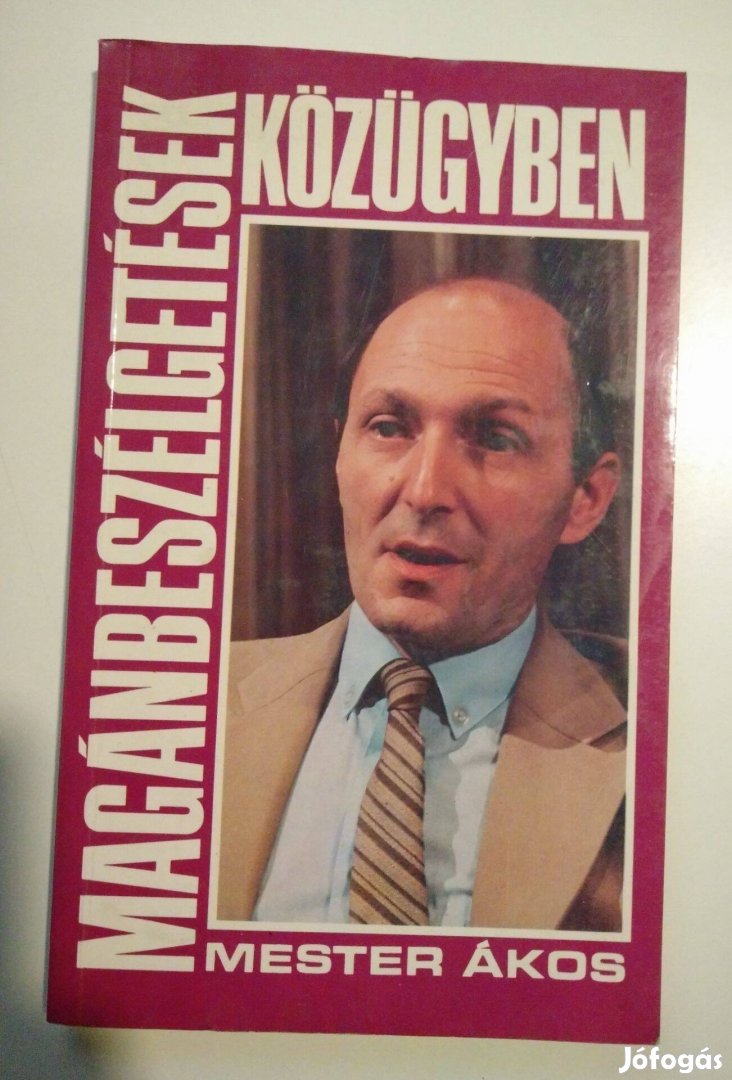 MAGÁNBESZÉLGETÉSEK
KÖZÜGYBEN
MESTER ÁKOS
Jófogás